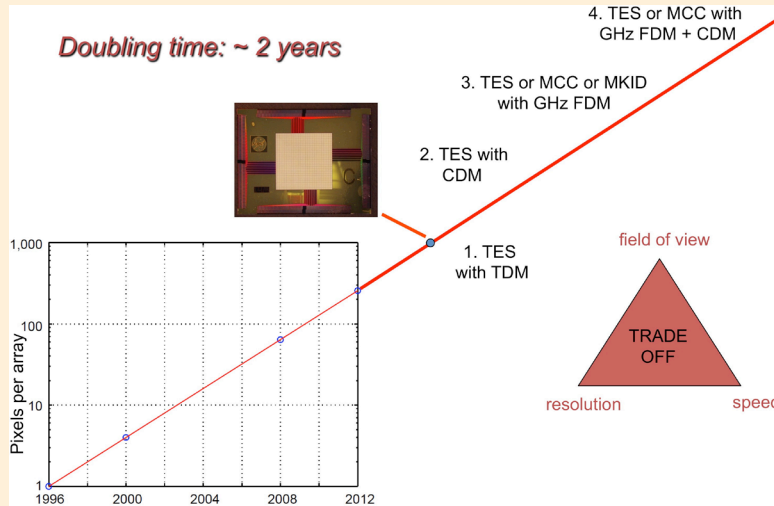 4. TES or MCC with
GHz FDM + CDM
Doubling time: ~ 2 years
3. TES or MCC or MKID
with GHz FDM
2. TES with
CDM
1. TES
with TDM
field of view
TRADE
OFF
resolution
speed
Pixels per array
1,000
100
10
1
1996
2000
2004
2008
2012